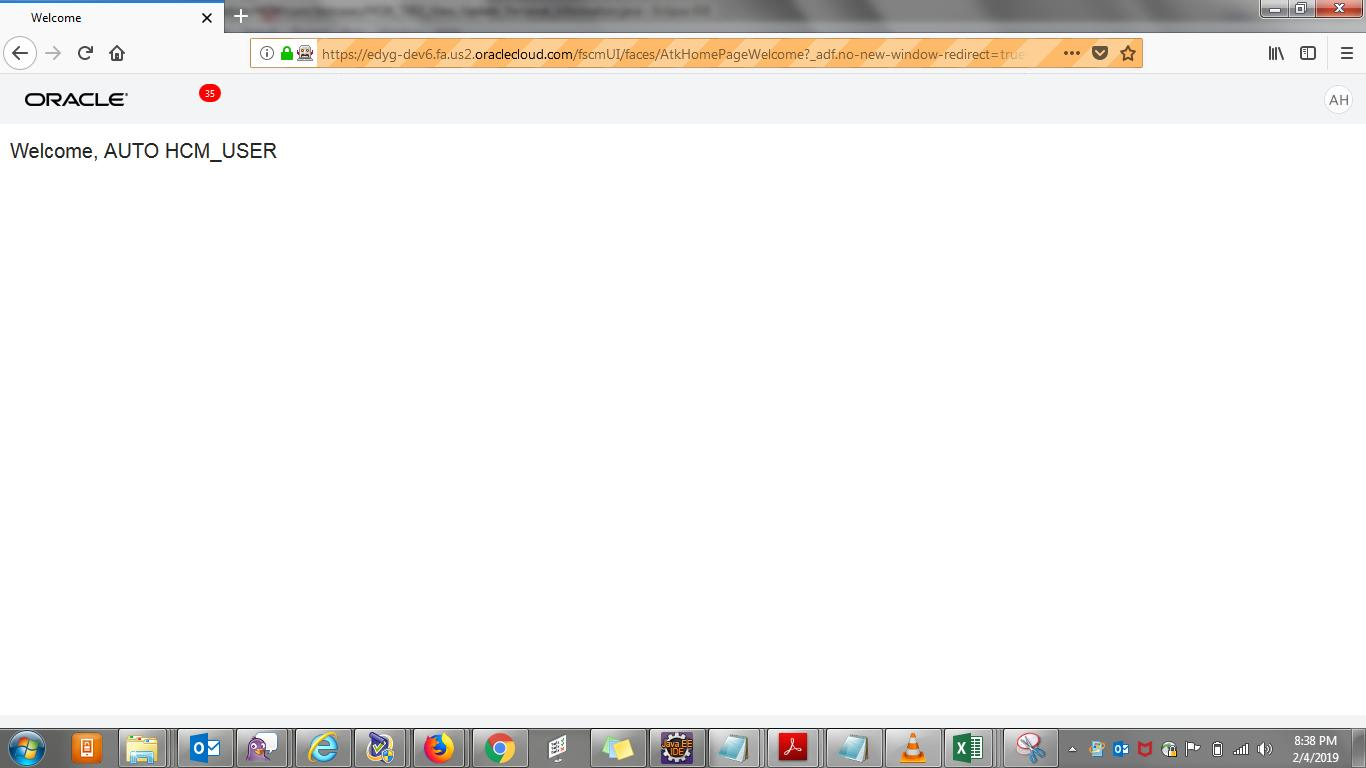 Welcome
https://edyg-dev6.fa.us2.oraclecloud.com/fscmUI/faces/AtkHomePageWelcome?_adf.no-new-window-redirect=true
ORACLE
35
AH
Welcome, AUTO HCM_USER
Java EE
IDE
8:38 PM
2/4/2019